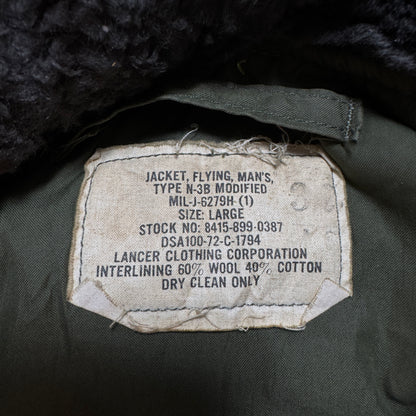 JACKET, FLYING, MAN'S,
TYPE N-3B MODIFIED
MIL-J-6279H (1)
SIZE: LARGE
STOCK NO: 8415-899-0387
DSA100-72-C-1794
LANCER CLOTHING CORPORATION
INTERLINING 60% WOOL 40% COTTON
DRY CLEAN ONLY